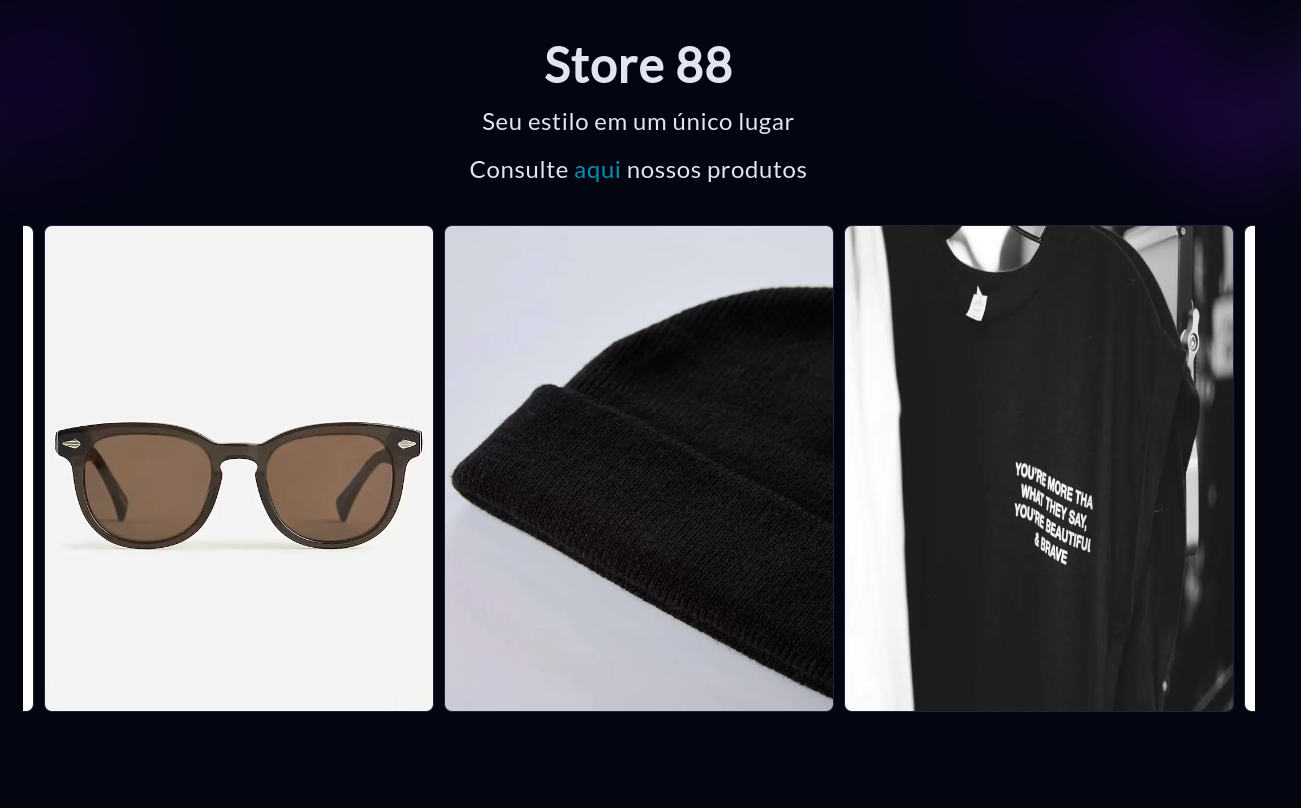 Store 88
Seu estilo em um único lugar
Consulte aqui nossos produtos
YOU'RE MORE THA
WHAT THEY SAY,
YOU'RE BEAUTIFUL
& BRAVE